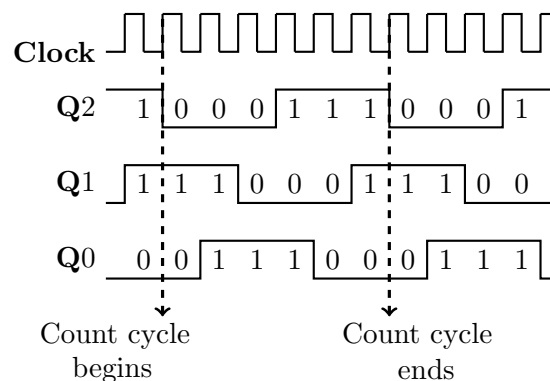 Clock
Q2 1 0 0 0 1 1 1 0 0 0 1
Q1 1 1 1 0 0 0 1 1 1 0 0
Q0 0 0 1 1 1 0 0 0 1 1 1
Count cycle
begins
Count cycle
ends